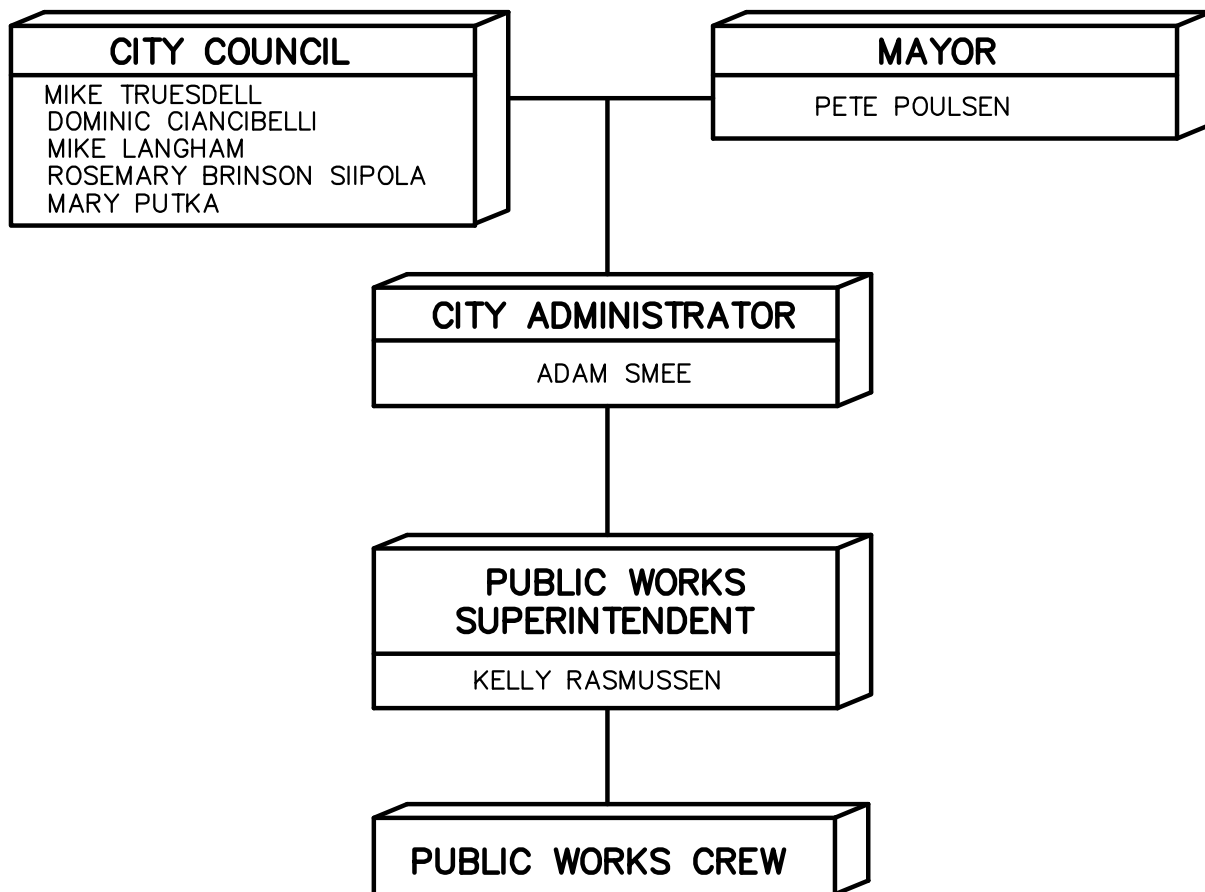 CITY COUNCIL
MIKE TRUESDELL
DOMINIC CIANCIBELLI
MIKE LANGHAM
ROSEMARY BRINSON SIIPOLA
MARY PUTKA
MAYOR
PETE POULSEN
CITY ADMINISTRATOR
ADAM SMEE
PUBLIC WORKS
SUPERINTENDENT
KELLY RASMUSSEN
PUBLIC WORKS CREW